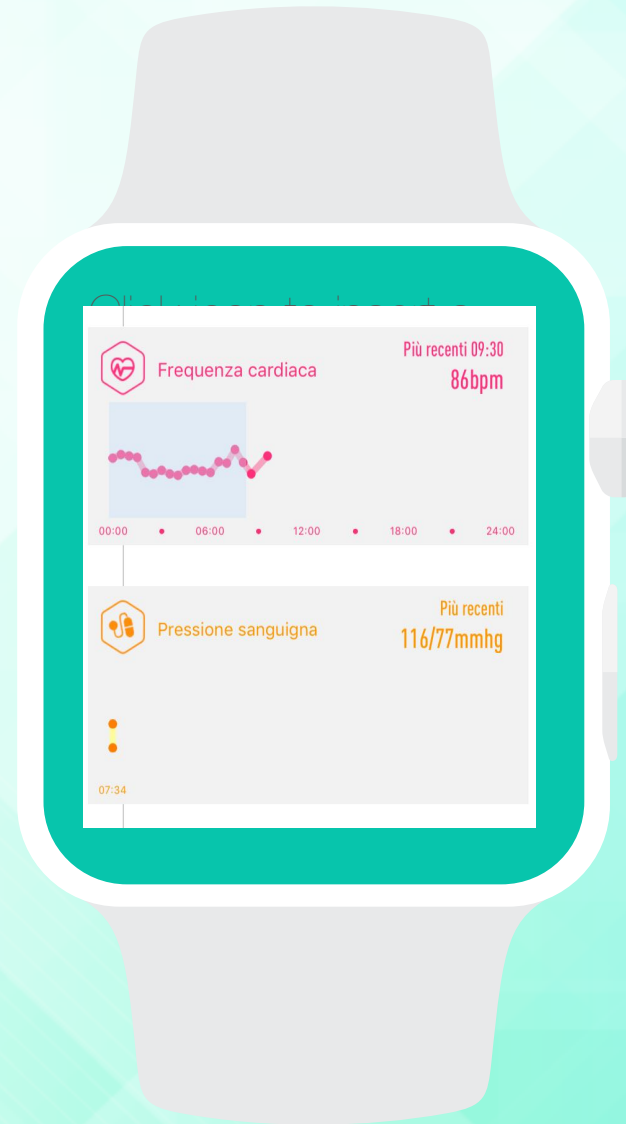 Frequenza cardiaca
Più recenti 09:30
86bpm
00:00 06:00 12:00 18:00 24:00
Pressione sanguigna
Più recenti
116/77mmhg
07:34